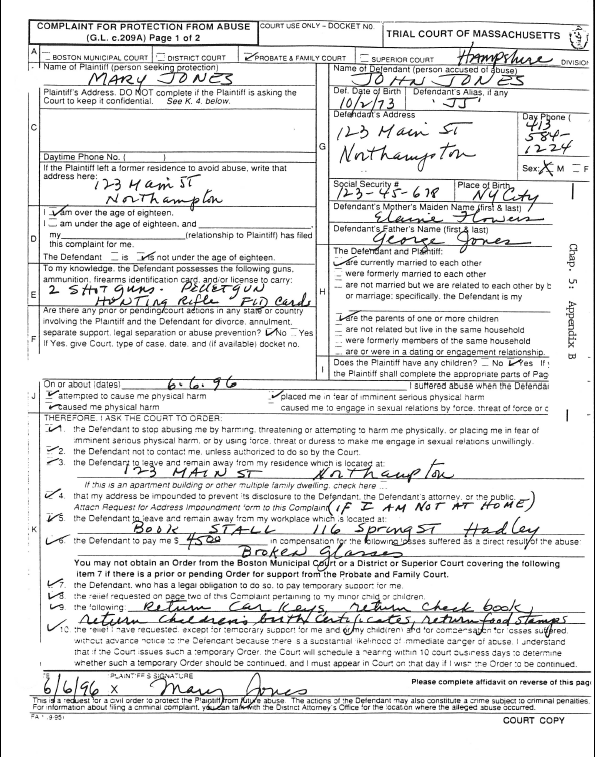 COMPLAINT FOR PROTECTION FROM ABUSE
(G.L. c.209A) Page 1 of 2
COURT USE ONLY – DOCKET NO.
TRIAL COURT OF MASSACHUSETTS
A
BOSTON MUNICIPAL COURT DISTRICT COURT PROBATE & FAMILY COURT SUPERIOR COURT Hampshire DIVISION
Name of Plaintiff (person seeking protection)
MARY JONES
Plaintiff's Address. DO NOT complete if the Plaintiff is asking the
Court to keep it confidential. See K. 4. below.
C
Daytime Phone No. ( )
If the Plaintiff left a former residence to avoid abuse, write that
address here:
123 Main ST
Northampton
I am over the age of eighteen.
I am under the age of eighteen, and
D
my (relationship to Plaintiff) has filed
this complaint for me.
The Defendant is is not under the age of eighteen.
To my knowledge, the Defendant possesses the following guns,
ammunition, firearms identification card, and/or license to carry:
E
2 SHOT GUNS. PELLET GUN
HUNTING Rifle FID Cards
Are there any prior or pending court actions in any state or country
involving the Plaintiff and the Defendant for divorce, annulment,
F
separate support, legal separation or abuse prevention? No Yes
If Yes, give Court, type of case, date, and (if available) docket no.
Name of Defendant (person accused of abuse)
JOHN JONES
Def. Date of Birth Defendant's Alias, if any
10/2/73 'JJ'
Defendant's Address
Day Phone (
413
584-
1224
G
123 Main ST
Northampton
Sex: X M F
Social Security # Place of Birth
123-45-678 NY City
Defendant's Mother's Maiden Name (first & last)
Elaine Flowers
Defendant's Father's Name (first & last)
George Jones
The Defendant and Plaintiff:
are currently married to each other
were formerly married to each other
H
are not married but we are related to each other by b
or marriage: specifically, the Defendant is my
are the parents of one or more children
are not related but live in the same household
were formerly members of the same household
are or were in a dating or engagement relationship.
I
Does the Plaintiff have any children? No Yes If
the Plaintiff shall complete the appropriate parts of Pag
Chap. 5: Appendix B
On or about (dates) 6.6.96 I suffered abuse when the Defendan
J
attempted to cause me physical harm placed me in fear of imminent serious physical harm
caused me physical harm caused me to engage in sexual relations by force, threat of force or d
THEREFORE, I ASK THE COURT TO ORDER:
1. the Defendant to stop abusing me by harming, threatening or attempting to harm me physically, or placing me in fear of
imminent serious physical harm, or by using force, threat or duress to make me engage in sexual relations unwillingly.
2. the Defendant not to contact me, unless authorized to do so by the Court.
3. the Defendant to leave and remain away from my residence which is located at:
123 MAIN ST Northampton
If this is an apartment building or other multiple family dwelling, check here
4. that my address be impounded to prevent its disclosure to the Defendant, the Defendant's attorney, or the public.
Attach Request for Address Impoundment form to this Complaint (IF I AM NOT AT HOME)
5. the Defendant to leave and remain away from my workplace which is located at:
K
BOOK STALL 116 Spring ST Hadley
6. the Defendant to pay me $ 4500 in compensation for the following losses suffered as a direct result of the abuse:
Broken Glasses
You may not obtain an Order from the Boston Municipal Court or a District or Superior Court covering the following
item 7 if there is a prior or pending Order for support from the Probate and Family Court.
7. the Defendant, who has a legal obligation to do so, to pay temporary support for me.
8. the relief requested on page two of this Complaint pertaining to my minor child or children.
9. the following: Return Car Keys, return check book,
return children's birth certificates, return food stamps
10. the relief I have requested, except for temporary support for me and/or my child(ren) and for compensation for losses suffered,
without advance notice to the Defendant because there is a substantial likelihood of immediate danger of abuse. I understand
that if the Court issues such a temporary Order, the Court will schedule a hearing within 10 court business days to determine
whether such a temporary Order should be continued, and I must appear in Court on that day if I wish the Order to be continued.
PLAINTIFF'S SIGNATURE
6/6/96 X Mary Jones
Please complete affidavit on reverse of this page
This is a request for a civil order to protect the Plaintiff from future abuse. The actions of the Defendant may also constitute a crime subject to criminal penalties.
For information about filing a criminal complaint, you can talk with the District Attorney's Office for the location where the alleged abuse occurred.
COURT COPY